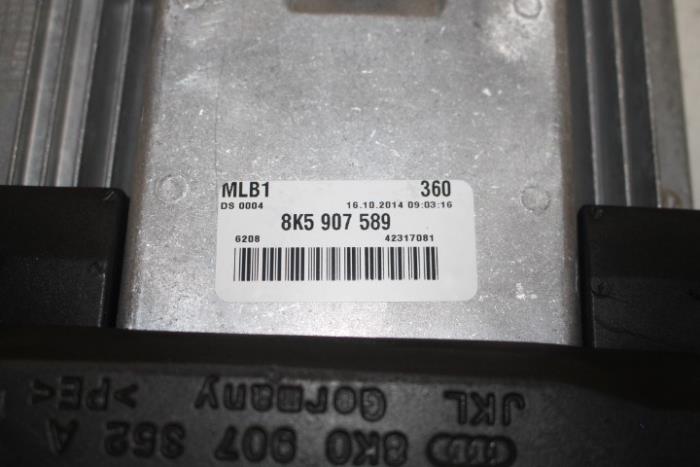 MLB1 360
DS 0004 16.10.2014 09:03:16
8K5 907 589
6208 42317081
JKL Germany >PE<
8K0 907 352 A